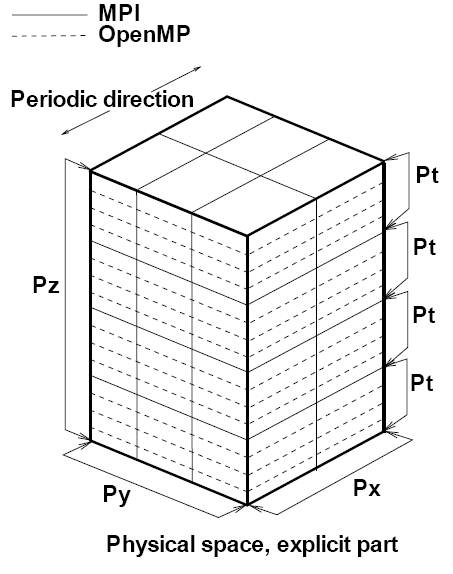 MPI
OpenMP
Periodic direction
Pt
Pt
Pz
Pt
Pt
Py
Px
Physical space, explicit part